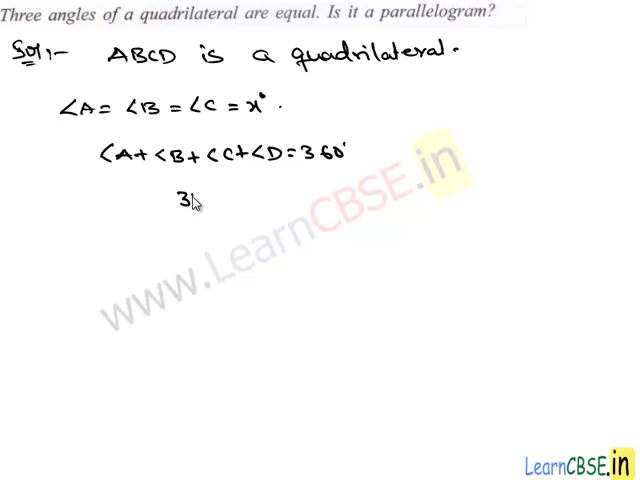 Three angles of a quadrilateral are equal. Is it a parallelogram?
Sol:- ABCD is a quadrilateral.
∠A = ∠B = ∠C = x°.
∠A + ∠B + ∠C + ∠D = 360°
3
www.LearnCBSE.in
LearnCBSE.in